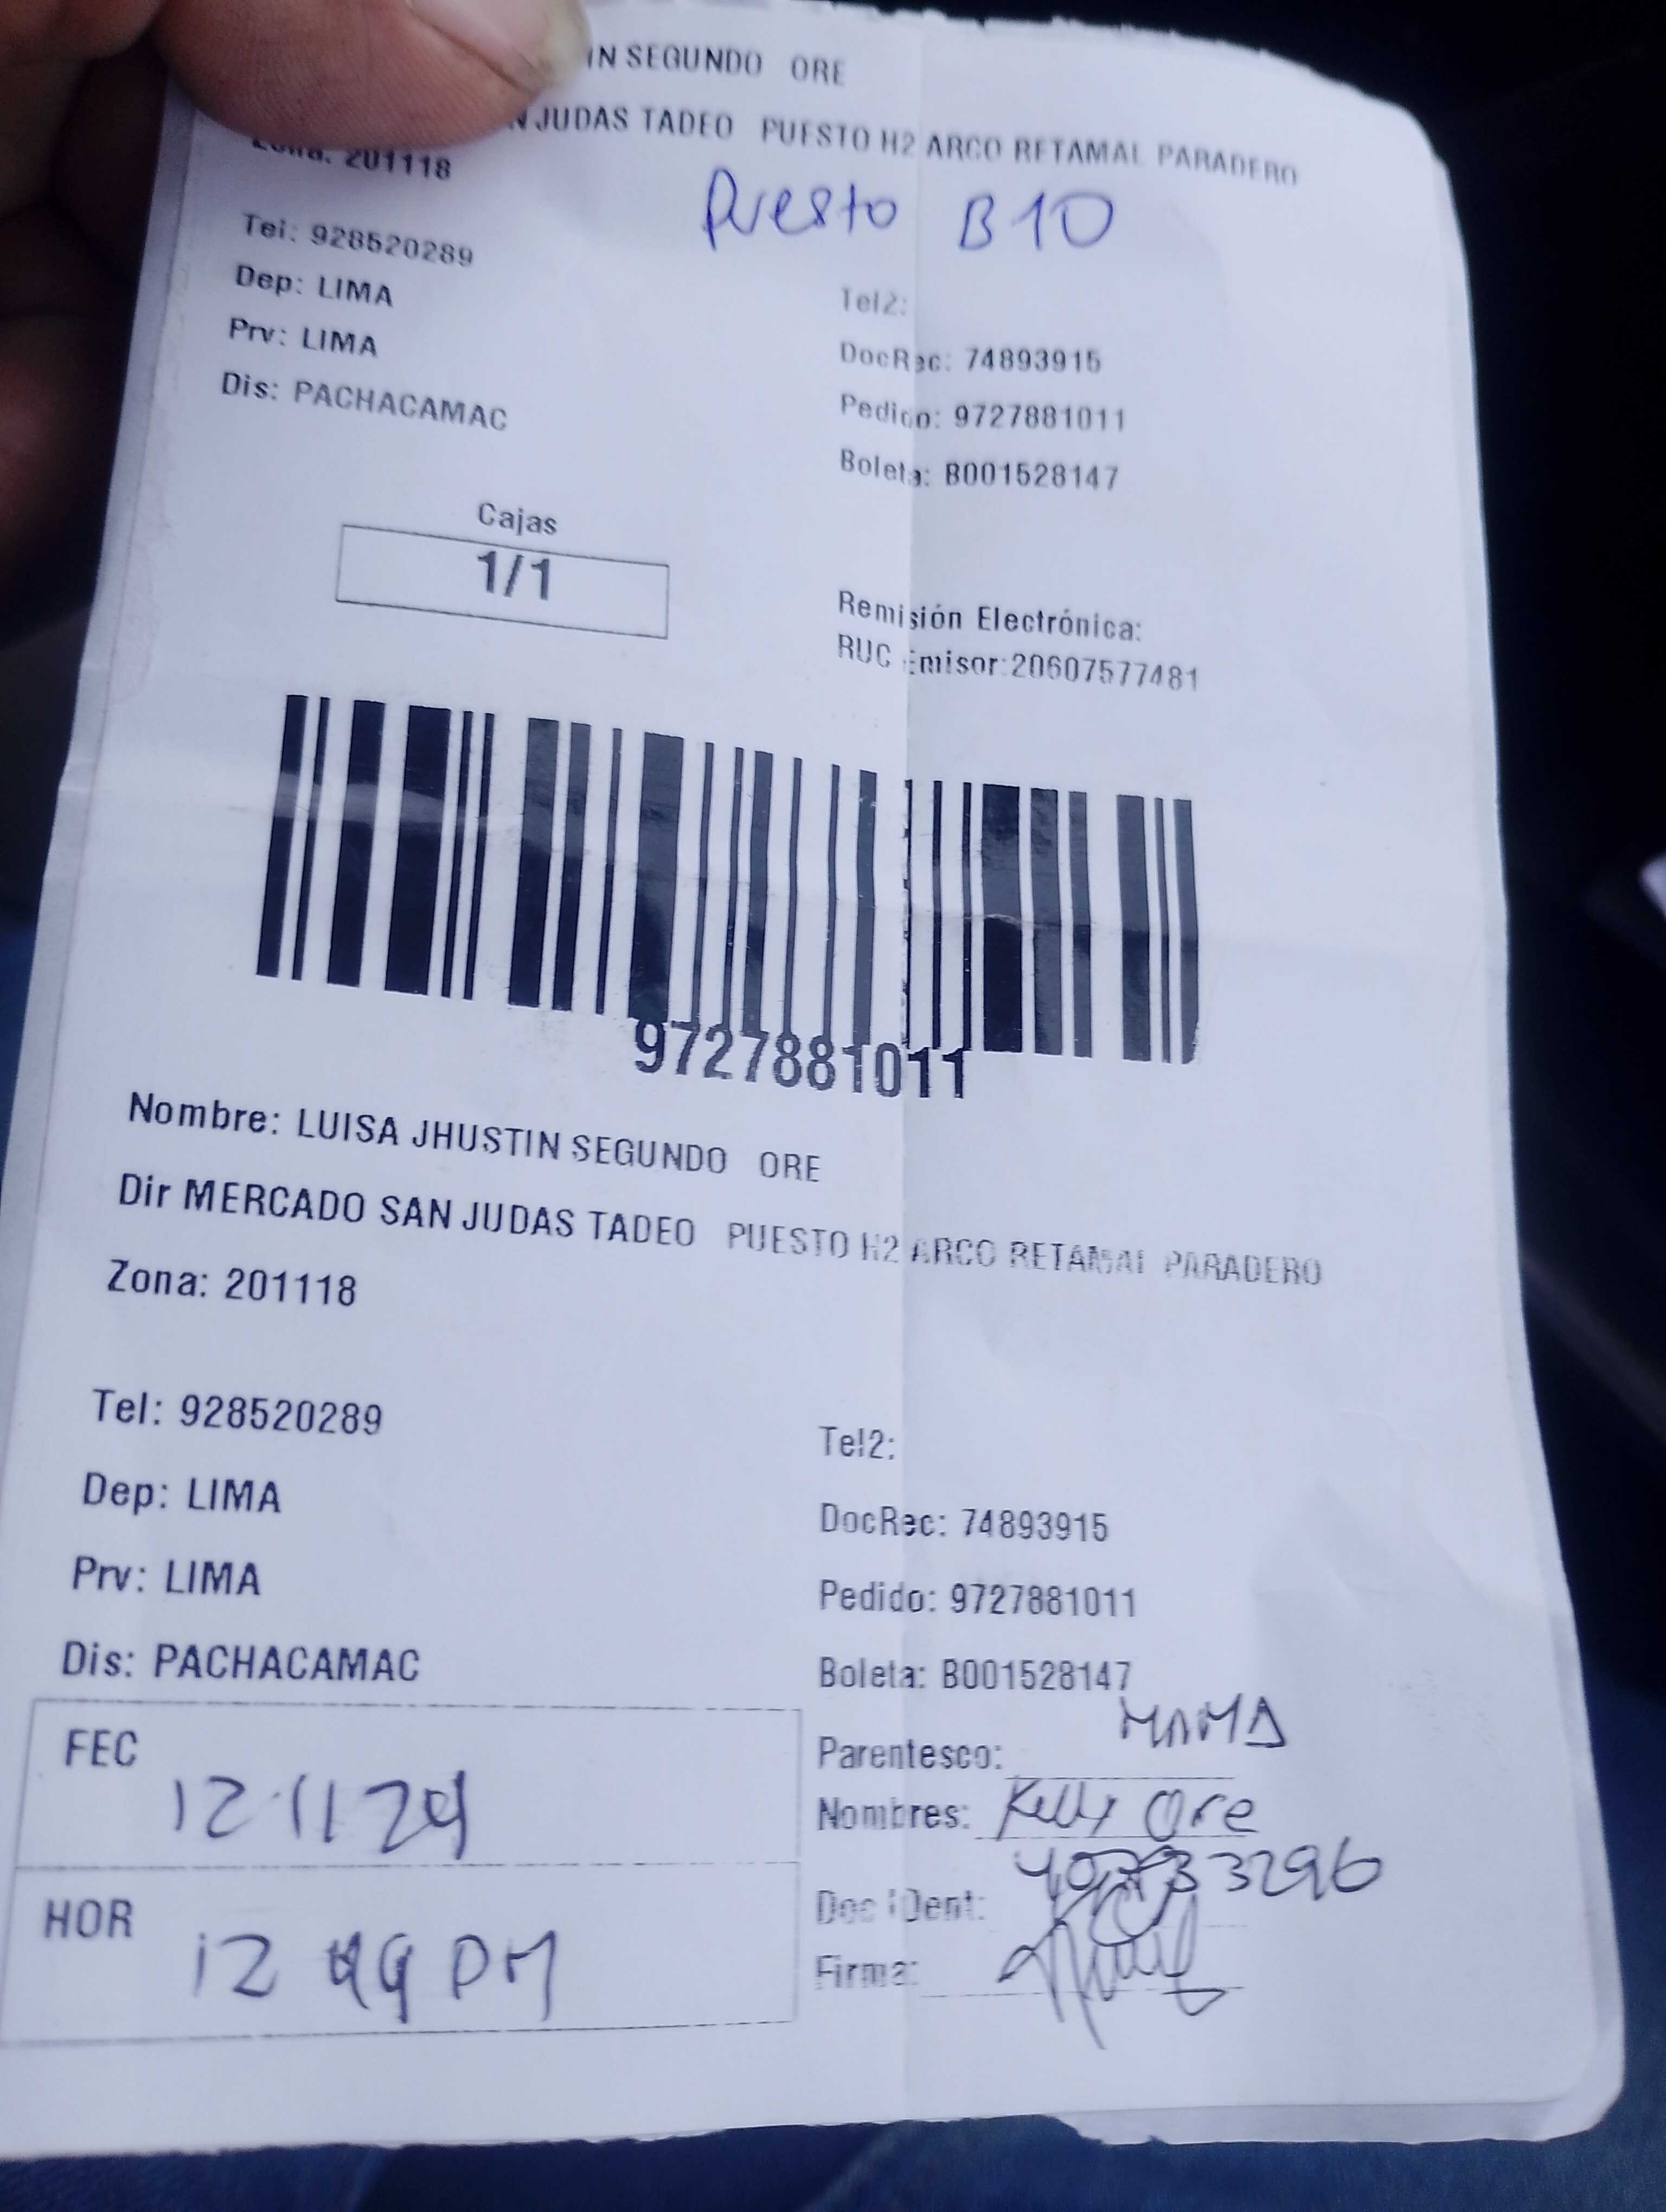 IN SEGUNDO ORE
N JUDAS TADEO PUESTO H2 ARCO RETAMAL PARADERO
Zona: 201118
Puesto B10
Tel: 928520289
Tel2:
Dep: LIMA
DocRec: 74893915
Prv: LIMA
Pedido: 9727881011
Dis: PACHACAMAC
Boleta: B001528147
Cajas
1/1
Remisión Electrónica:
RUC Emisor:20607577481
9727881011
Nombre: LUISA JHUSTIN SEGUNDO ORE
Dir MERCADO SAN JUDAS TADEO PUESTO H2 ARCO RETAMAL PARADERO
Zona: 201118
Tel: 928520289
Tel2:
Dep: LIMA
DocRec: 74893915
Prv: LIMA
Pedido: 9727881011
Dis: PACHACAMAC
Boleta: B001528147
FEC 12 11 24
Parentesco: MAMA
Nombres: Kelly Ore
Doc iDent:
HOR 12 49 PM
Firma: